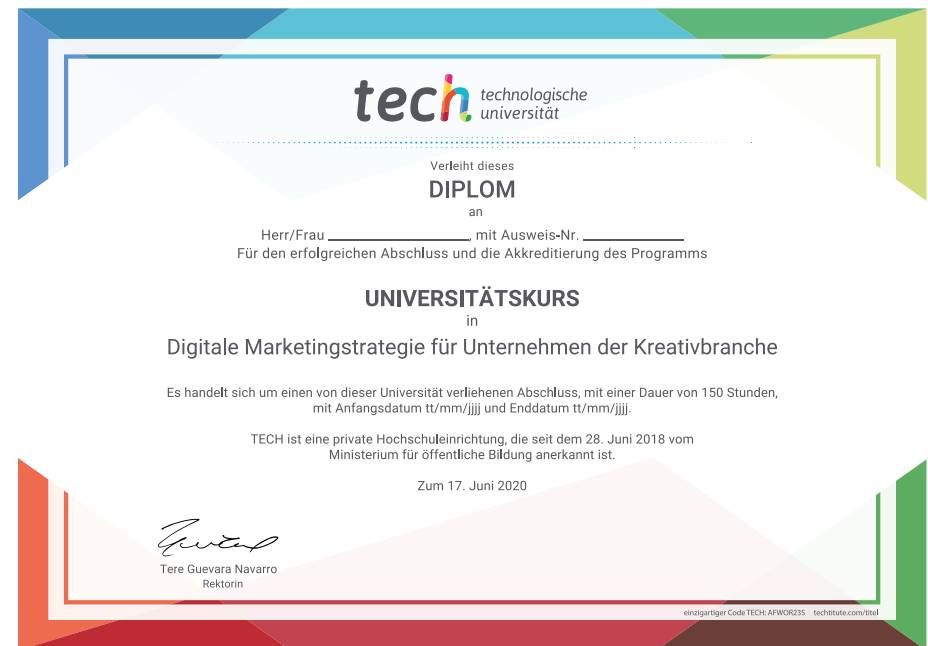 tech technologische
universität
Verleiht dieses
DIPLOM
an
Herr/Frau ____________________, mit Ausweis-Nr. ______________
Für den erfolgreichen Abschluss und die Akkreditierung des Programms
UNIVERSITÄTSKURS
in
Digitale Marketingstrategie für Unternehmen der Kreativbranche
Es handelt sich um einen von dieser Universität verliehenen Abschluss, mit einer Dauer von 150 Stunden,
mit Anfangsdatum tt/mm/jjjj und Enddatum tt/mm/jjjj.
TECH ist eine private Hochschuleinrichtung, die seit dem 28. Juni 2018 vom
Ministerium für öffentliche Bildung anerkannt ist.
Zum 17. Juni 2020
Tere Guevara Navarro
Rektorin
einzigartiger Code TECH: AFWOR23S techtitute.com/titel